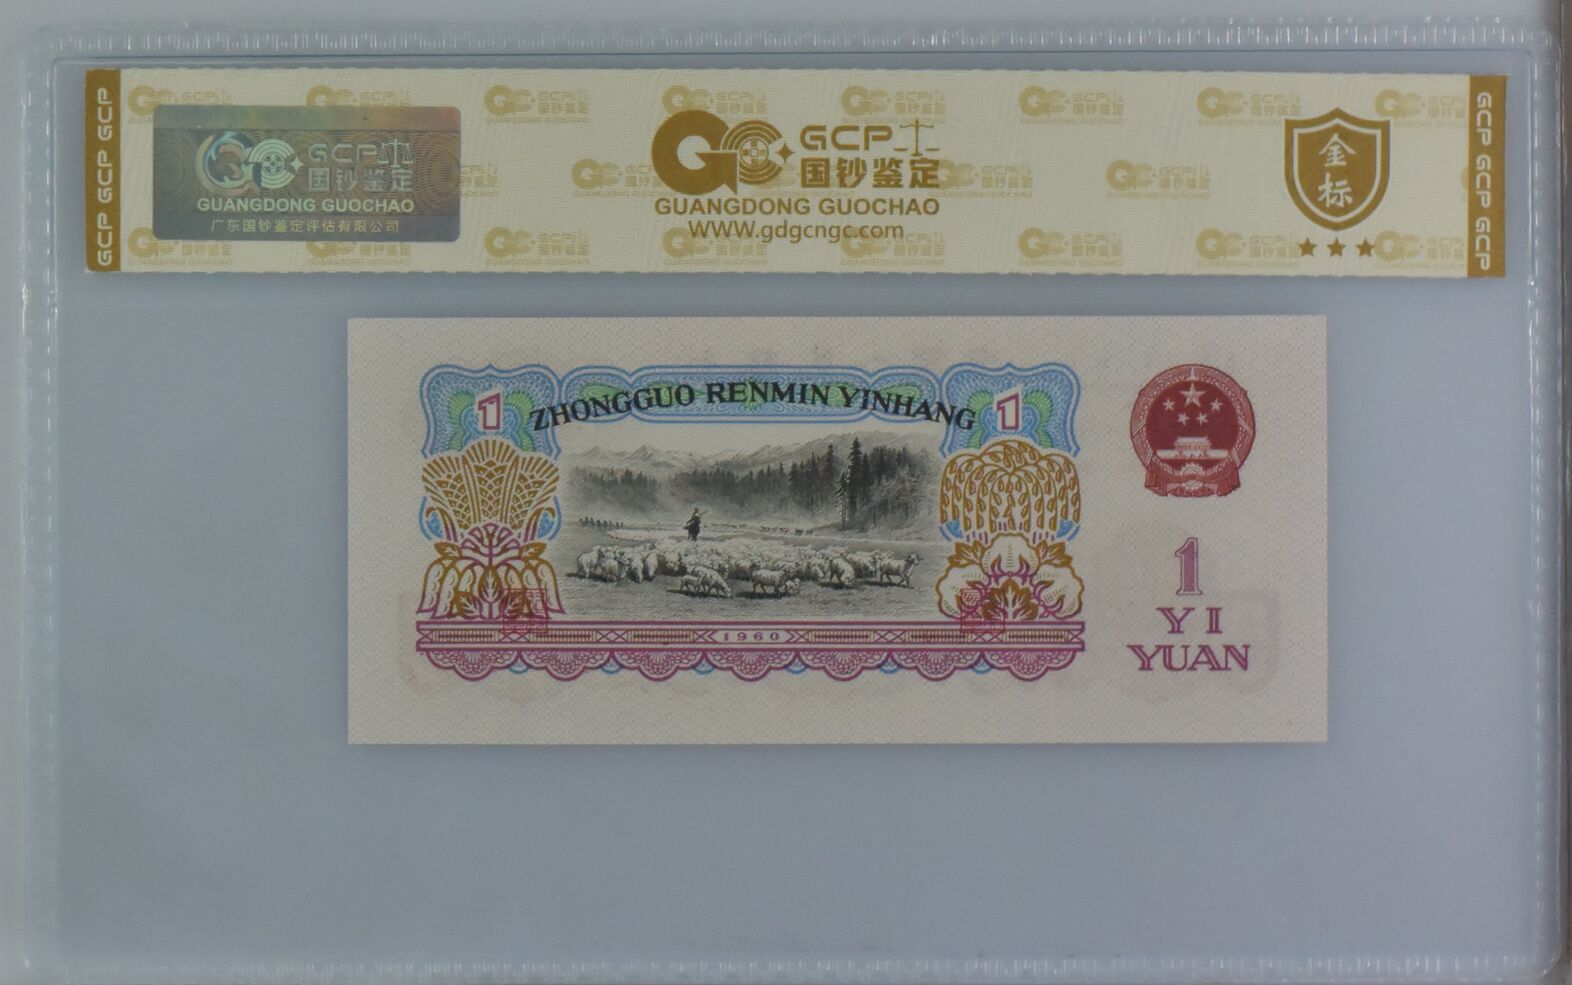 GCP GCP GCP
GCP
国钞鉴定
GUANGDONG GUOCHAO
广东国钞鉴定评估有限公司
GCP
国钞鉴定
GUANGDONG GUOCHAO
WWW.gdgcngc.com
金
标
GCP GCP GCP
1
ZHONGGUO RENMIN YINHANG
1
1960
1
YI
YUAN